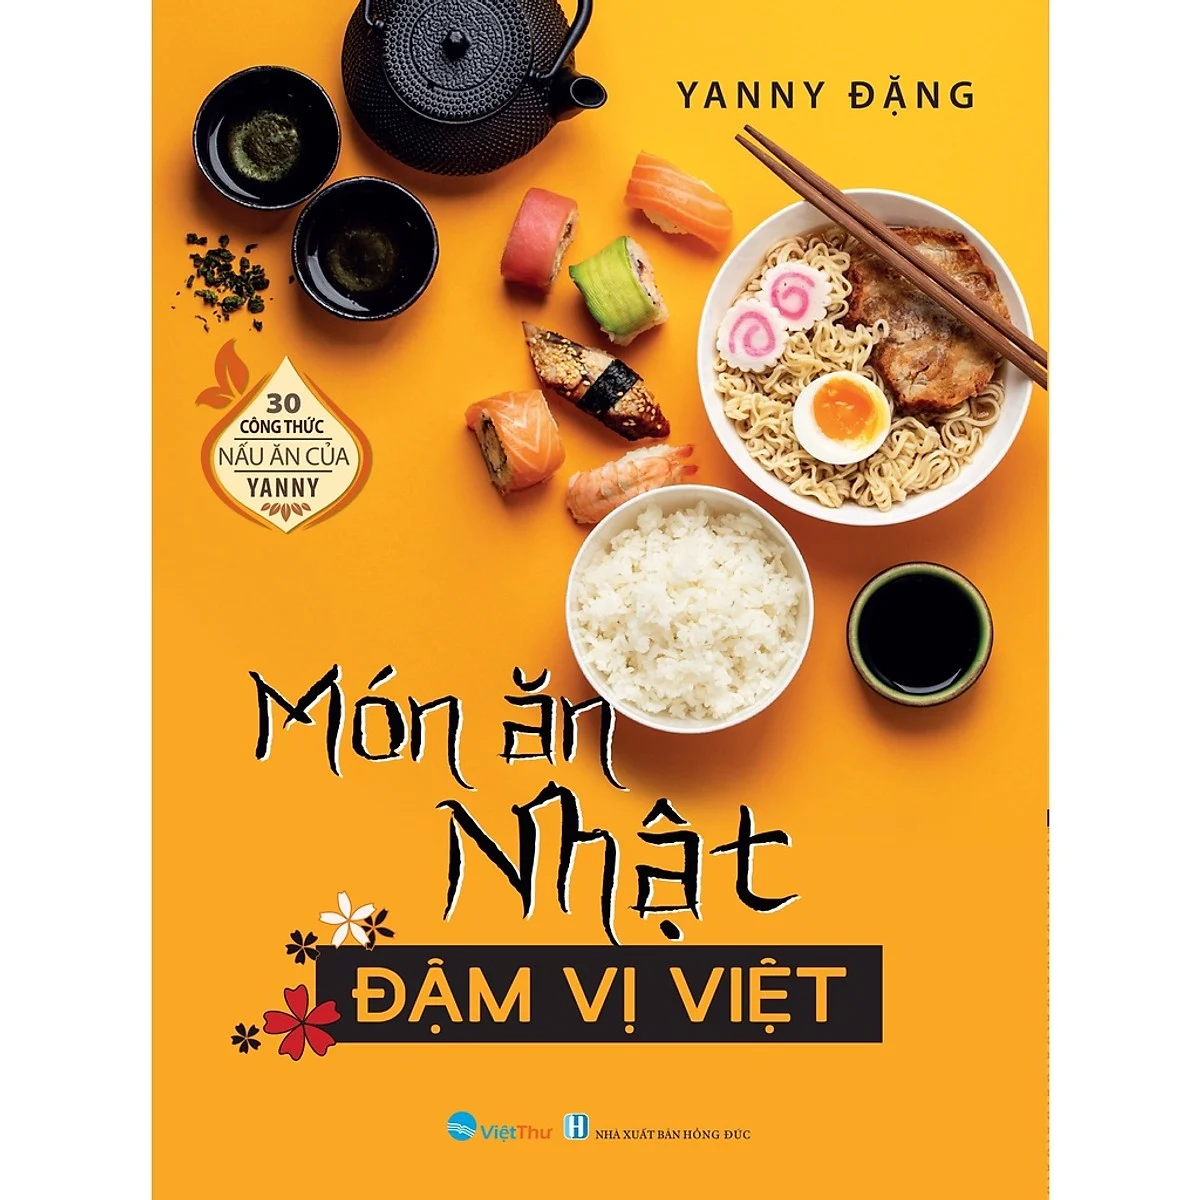 YANNY ĐẶNG
30
CÔNG THỨC
NẤU ĂN CỦA
YANNY
Món ăn
Nhật
ĐẬM VỊ VIỆT
ViệtThư
H
NHÀ XUẤT BẢN HỒNG ĐỨC